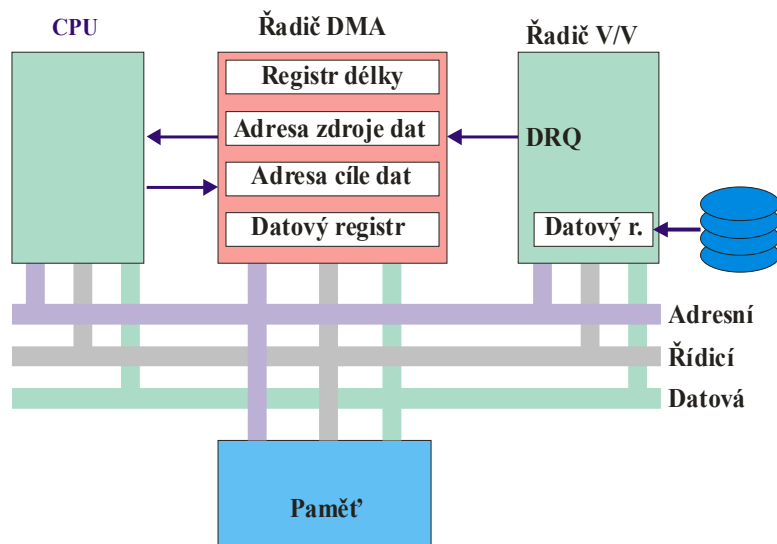 CPU
Řadič DMA
Řadič V/V
Registr délky
Adresa zdroje dat
DRQ
Adresa cíle dat
Datový registr
Datový r.
Adresní
Řídicí
Datová
Paměť